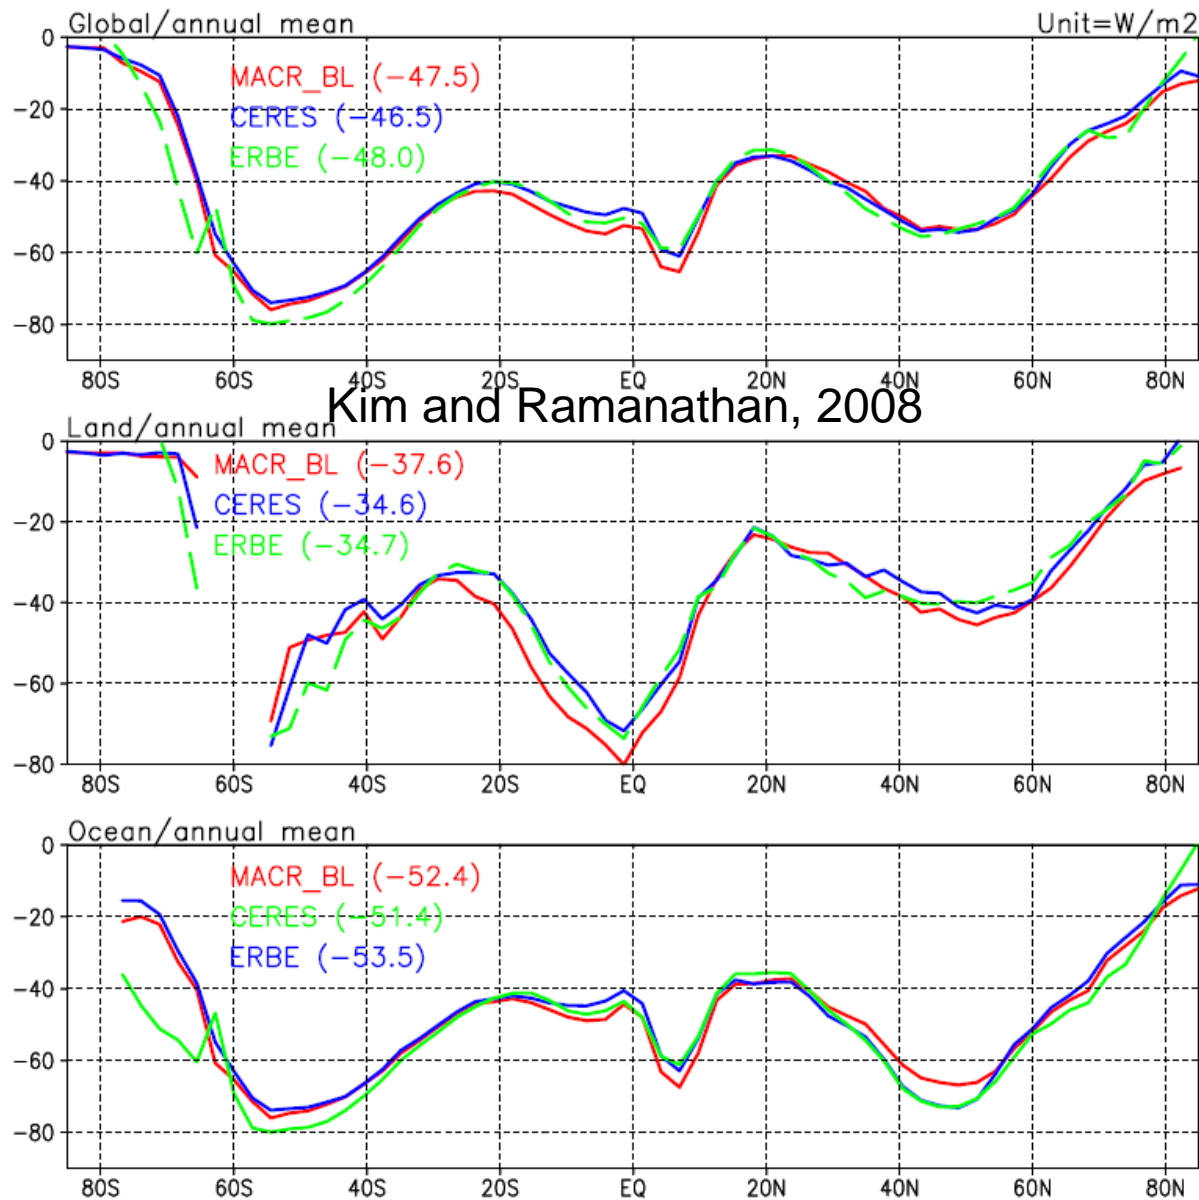 Global/annual mean Unit=W/m2
0
MACR_BL (−47.5)
−20
CERES (−46.5)
ERBE (−48.0)
−40
−60
−80
80S 60S 40S 20S EQ 20N 40N 60N 80N
Kim and Ramanathan, 2008
Land/annual mean
0
MACR_BL (−37.6)
CERES (−34.6)
−20
ERBE (−34.7)
−40
−60
−80
80S 60S 40S 20S EQ 20N 40N 60N 80N
Ocean/annual mean
0
MACR_BL (−52.4)
−20
CERES (−51.4)
ERBE (−53.5)
−40
−60
−80
80S 60S 40S 20S EQ 20N 40N 60N 80N